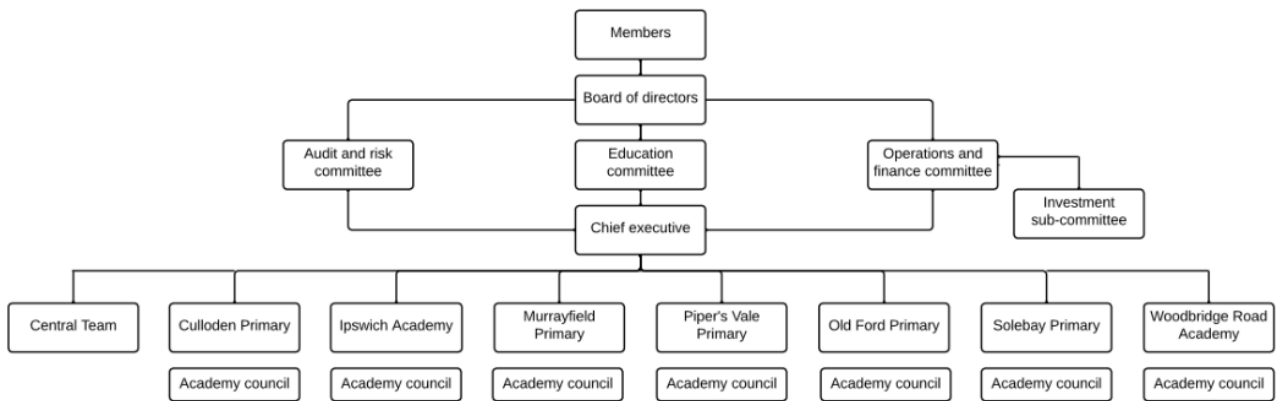 Members
Board of directors
Audit and risk
committee
Education
committee
Operations and
finance committee
Investment
sub-committee
Chief executive
Central Team
Culloden Primary
Ipswich Academy
Murrayfield
Primary
Piper's Vale
Primary
Old Ford Primary
Solebay Primary
Woodbridge Road
Academy
Academy council
Academy council
Academy council
Academy council
Academy council
Academy council
Academy council